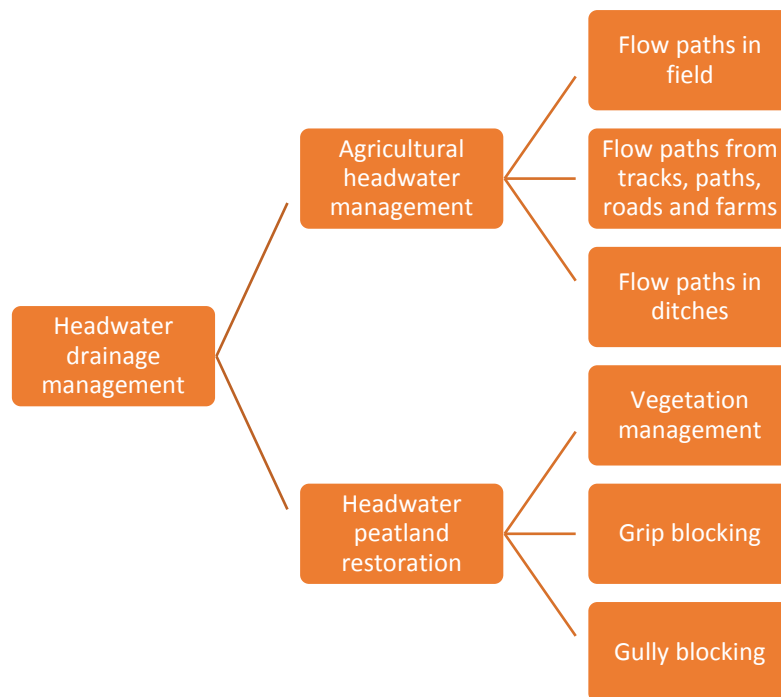 Flow paths in
field
Agricultural
headwater
management
Flow paths from
tracks, paths,
roads and farms
Flow paths in
ditches
Headwater
drainage
management
Vegetation
management
Headwater
peatland
restoration
Grip blocking
Gully blocking